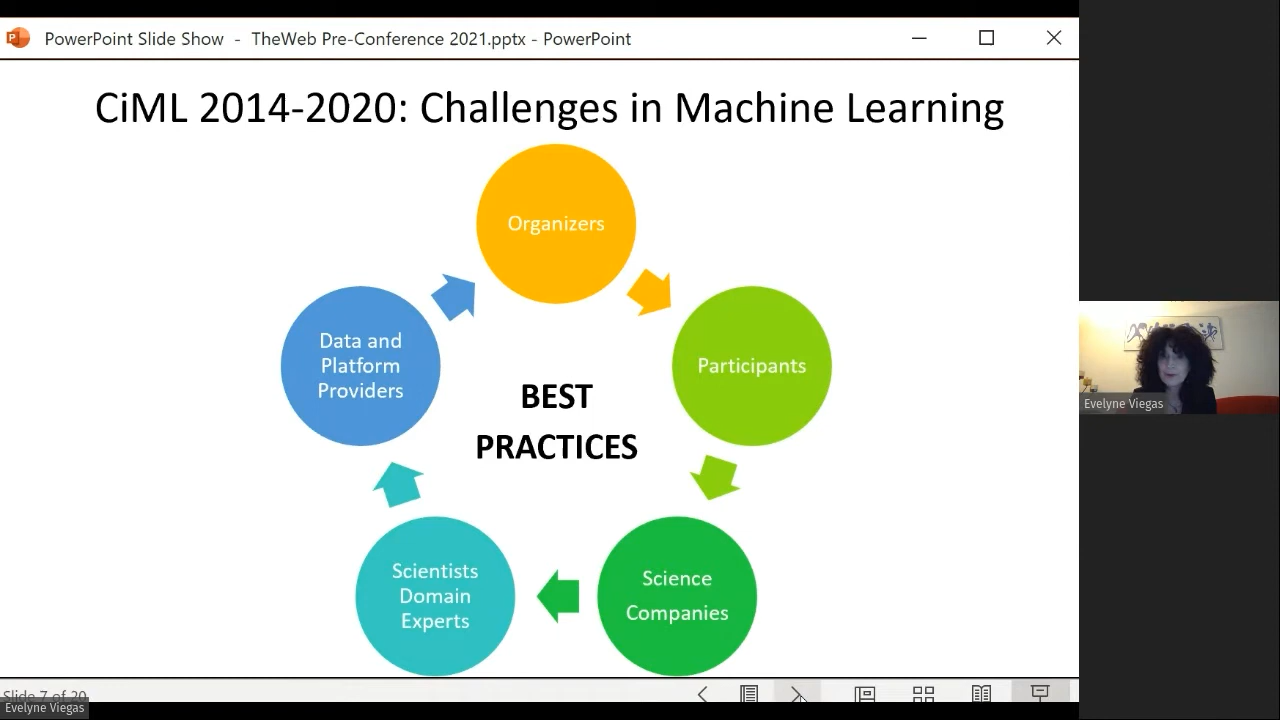 PowerPoint Slide Show - TheWeb Pre-Conference 2021.pptx - PowerPoint
CiML 2014-2020: Challenges in Machine Learning
Organizers
Participants
Science
Companies
Scientists
Domain
Experts
Data and
Platform
Providers
BEST
PRACTICES
Evelyne Viegas
Slide 7 of 20
Evelyne Viegas